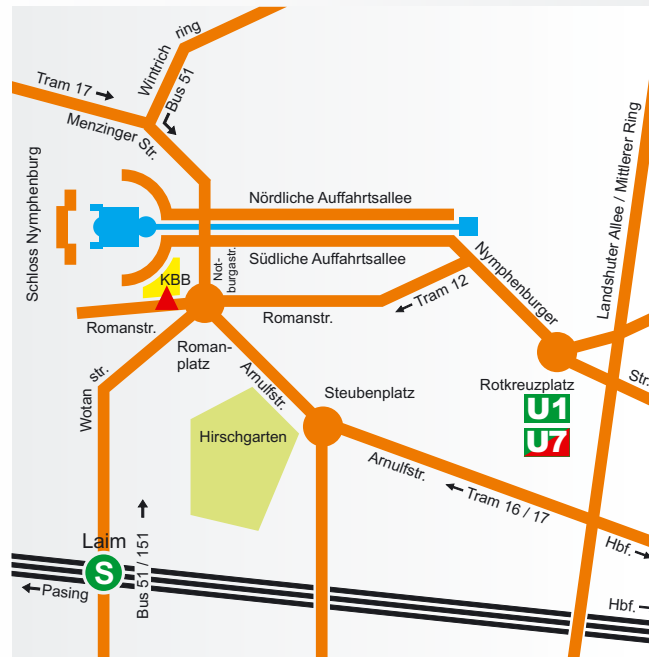 Wintrich ring
Tram 17
Bus 51
Menzinger Str.
Schloss Nymphenburg
Nördliche Auffahrtsallee
Südliche Auffahrtsallee
Not-
burgastr.
KBB
Nymphenburger
Str.
Landshuter Allee / Mittlerer Ring
Tram 12
Romanstr.
Romanstr.
Roman-
platz
Wotan str.
Arnulfstr.
Steubenplatz
Rotkreuzplatz
U1
U7
Hirschgarten
Arnulfstr.
Tram 16 / 17
Hbf.
Laim
S
Bus 51 / 151
Pasing
Hbf.